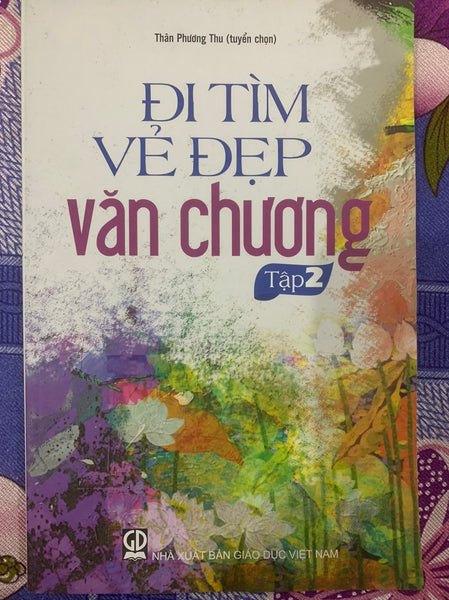 Thân Phương Thu (tuyển chọn)
ĐI TÌM
VẺ ĐẸP
văn chương
Tập 2
GD
NHÀ XUẤT BẢN GIÁO DỤC VIỆT NAM